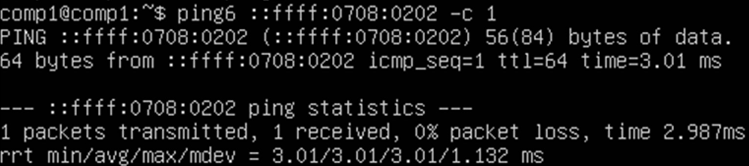 comp1@comp1:~$ ping6 ::ffff:0708:0202 -c 1
PING ::ffff:0708:0202 (::ffff:0708:0202) 56(84) bytes of data.
64 bytes from ::ffff:0708:0202 icmp_seq=1 ttl=64 time=3.01 ms
--- ::ffff:0708:0202 ping statistics ---
1 packets transmitted, 1 received, 0% packet loss, time 2.987ms
rrt min/avg/max/mdev = 3.01/3.01/3.01/1.132 ms